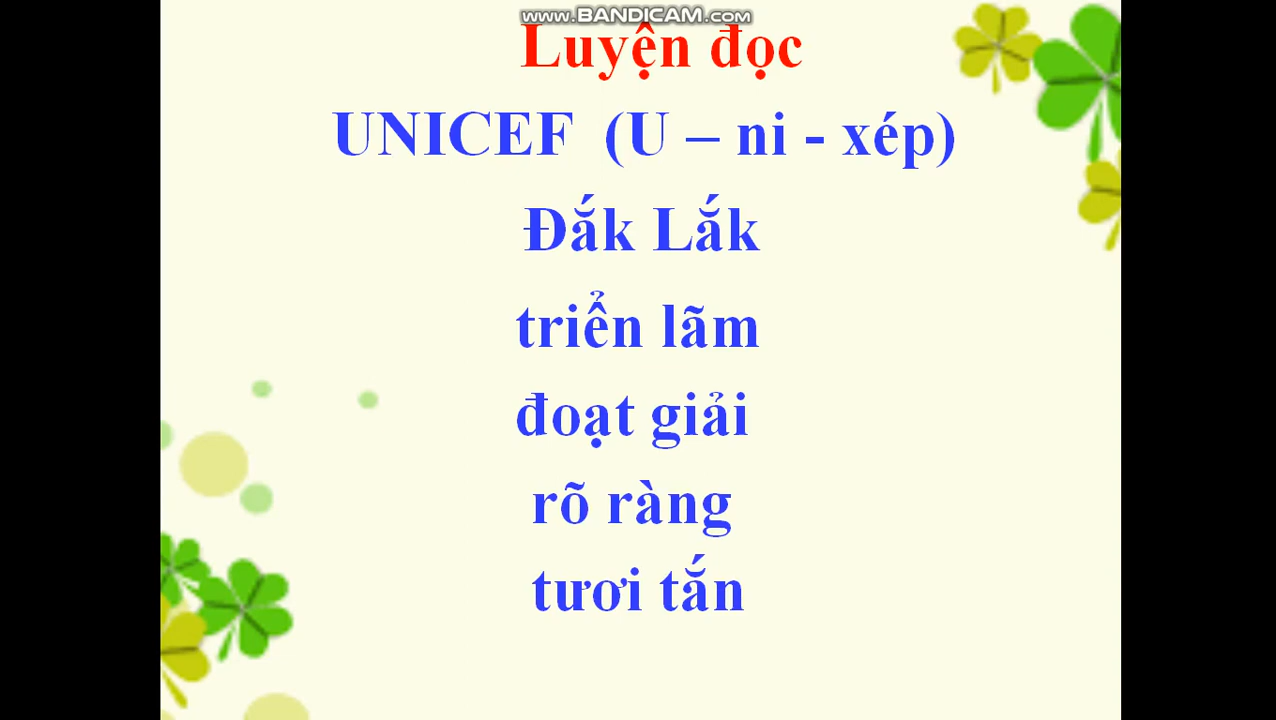 www.BANDICAM.com
Luyện đọc
UNICEF (U – ni - xép)
Đắk Lắk
triển lãm
đoạt giải
rõ ràng
tươi tắn